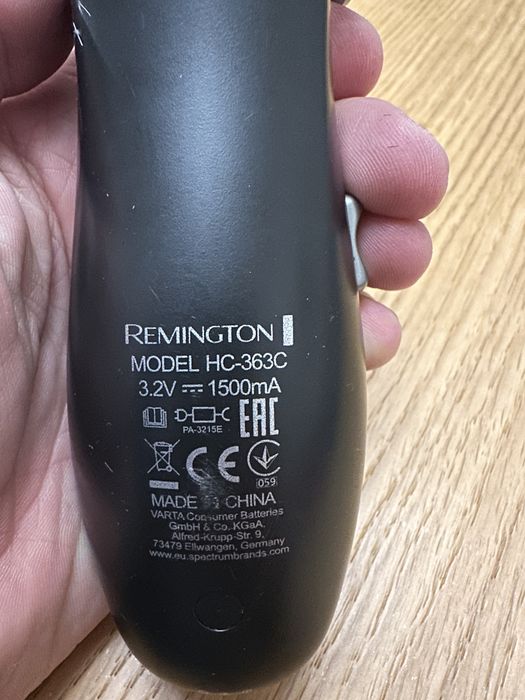 REMINGTON
MODEL HC-363C
3.2V 1500mA
PA-3215E
EAC
CE
059
MADE IN CHINA
VARTA Consumer Batteries
GmbH & Co. KGaA,
Alfred-Krupp-Str. 9,
73479 Ellwangen, Germany
www.eu.spectrumbrands.com